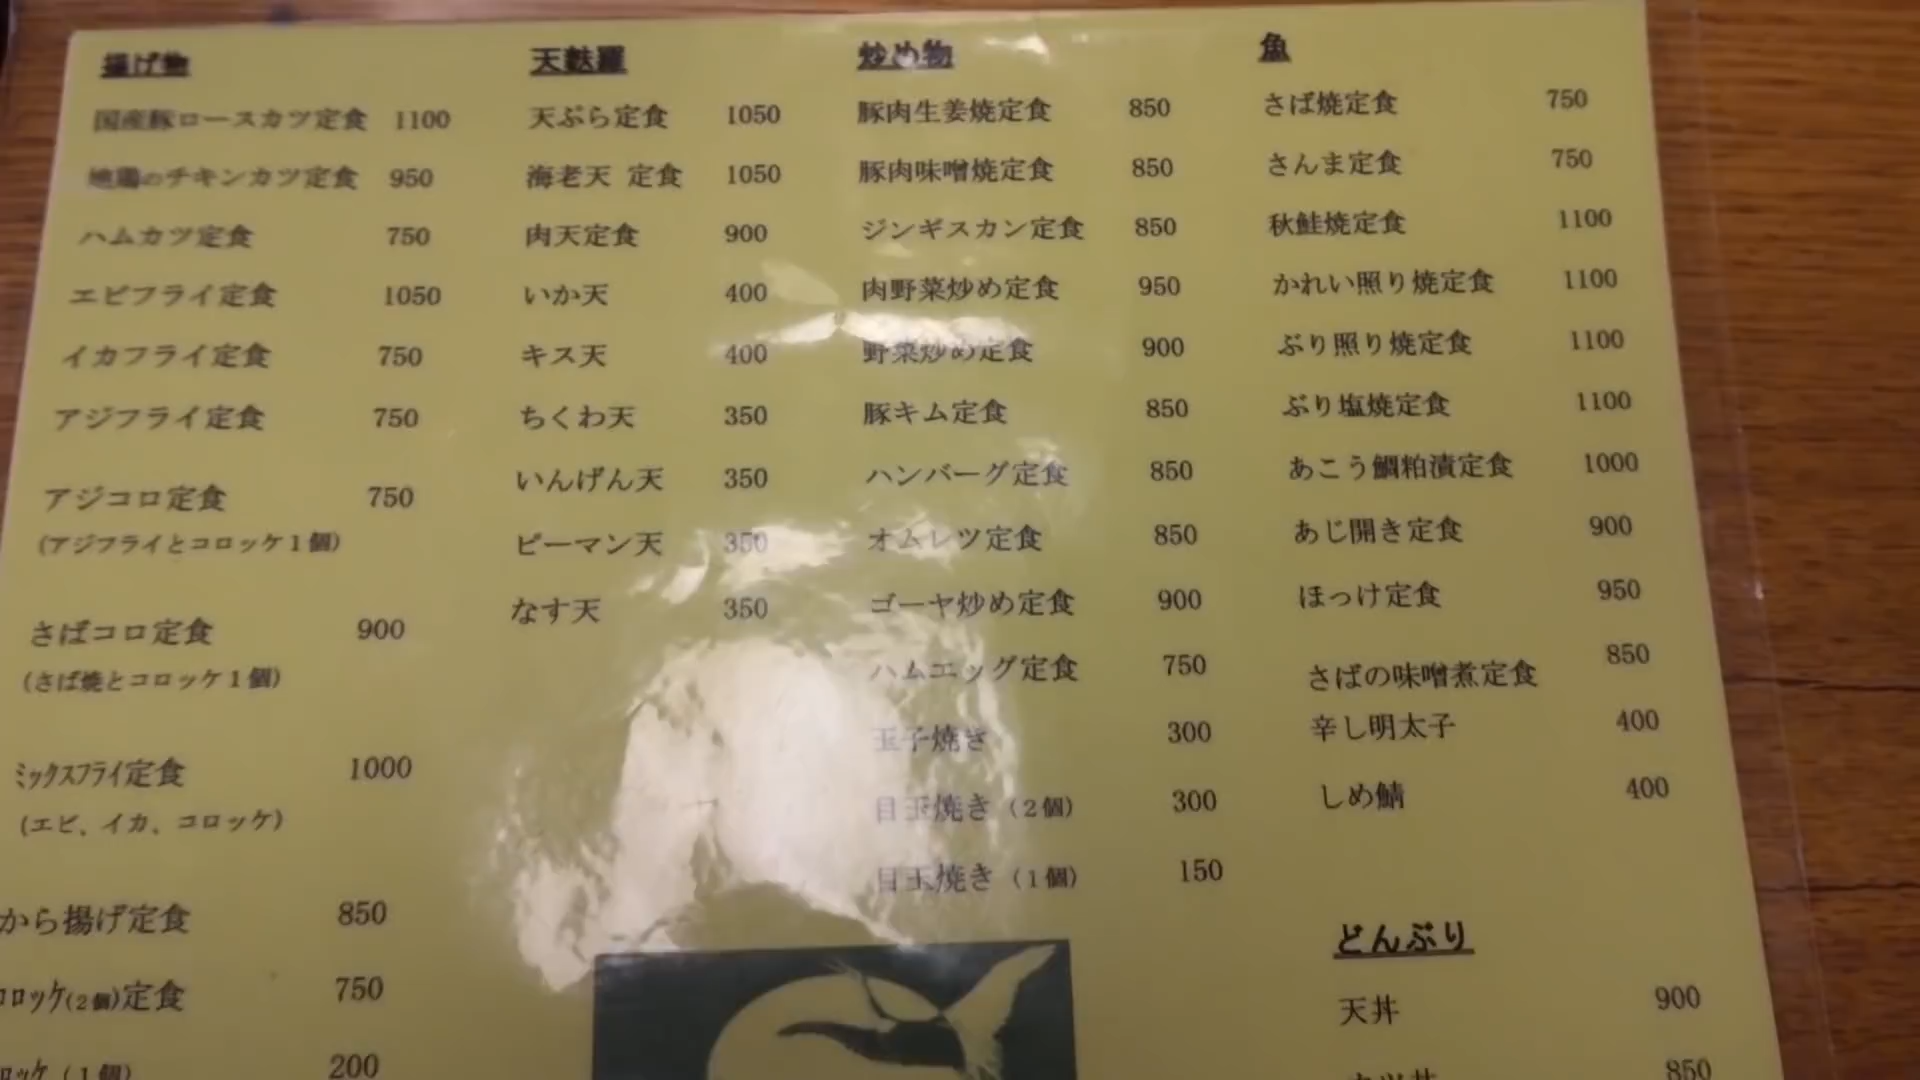 揚げ物
国産豚ロースカツ定食 1100
地鶏のチキンカツ定食 950
ハムカツ定食 750
エビフライ定食 1050
イカフライ定食 750
アジフライ定食 750
アジコロ定食 750
(アジフライとコロッケ1個)
さばコロ定食 900
(さば焼とコロッケ1個)
ミックスフライ定食 1000
(エビ、イカ、コロッケ)
から揚げ定食 850
コロッケ(2個)定食 750
ロッケ(1個) 200
天麩羅
天ぷら定食 1050
海老天 定食 1050
肉天定食 900
いか天 400
キス天 400
ちくわ天 350
いんげん天 350
ピーマン天 350
なす天 350
炒め物
豚肉生姜焼定食 850
豚肉味噌焼定食 850
ジンギスカン定食 850
肉野菜炒め定食 950
野菜炒め定食 900
豚キム定食 850
ハンバーグ定食 850
オムレツ定食 850
ゴーヤ炒め定食 900
ハムエッグ定食 750
玉子焼き 300
目玉焼き(2個) 300
目玉焼き(1個) 150
魚
さば焼定食 750
さんま定食 750
秋鮭焼定食 1100
かれい照り焼定食 1100
ぶり照り焼定食 1100
ぶり塩焼定食 1100
あこう鯛粕漬定食 1000
あじ開き定食 900
ほっけ定食 950
さばの味噌煮定食 850
辛し明太子 400
しめ鯖 400
どんぶり
天丼 900
850